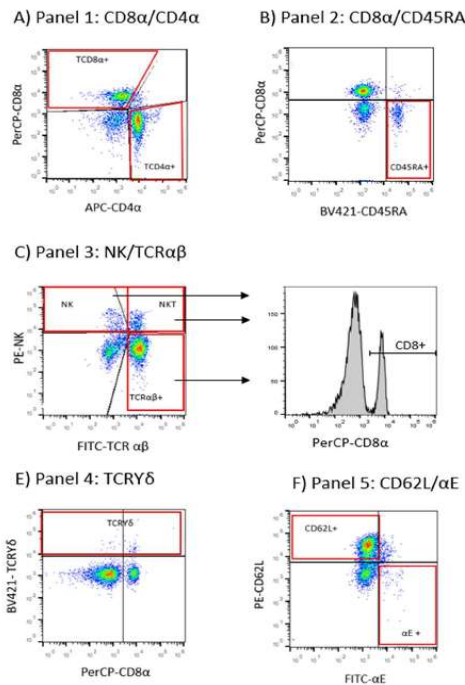 A) Panel 1: CD8α/CD4α
B) Panel 2: CD8α/CD45RA
TCD8α+
PerCP-CD8α
TCD4α+
APC-CD4α
PerCP-CD8α
CD45RA+
BV421-CD45RA
C) Panel 3: NK/TCRαβ
NK
NKT
PE-NK
TCRαβ+
FITC-TCR αβ
150
100
50
0
CD8+
PerCP-CD8α
E) Panel 4: TCRYδ
F) Panel 5: CD62L/αE
TCRYδ
BV421- TCRYδ
PerCP-CD8α
CD62L+
PE-CD62L
αE +
FITC-αE